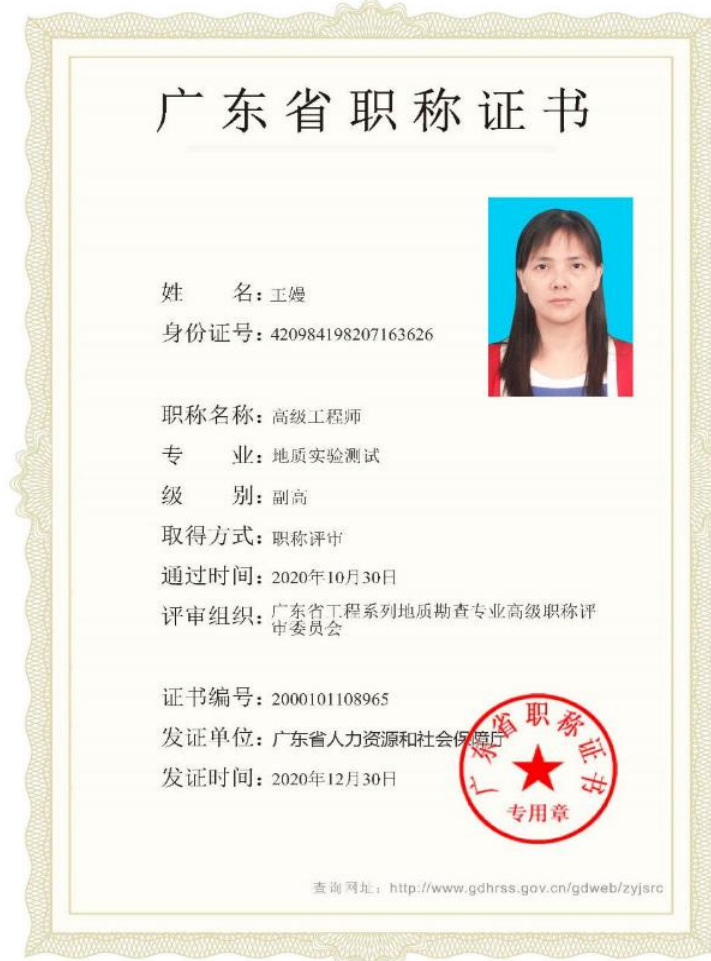 广东省职称证书
姓名：王嫚
身份证号：420984198207163626
职称名称：高级工程师
专业：地质实验测试
级别：副高
取得方式：职称评审
通过时间：2020年10月30日
评审组织：广东省工程系列地质勘查专业高级职称评
审委员会
证书编号：2000101108965
发证单位：广东省人力资源和社会保障厅
发证时间：2020年12月30日
广东省职称证书
专用章
查询网址：http://www.gdhrss.gov.cn/gdweb/zyjsrc